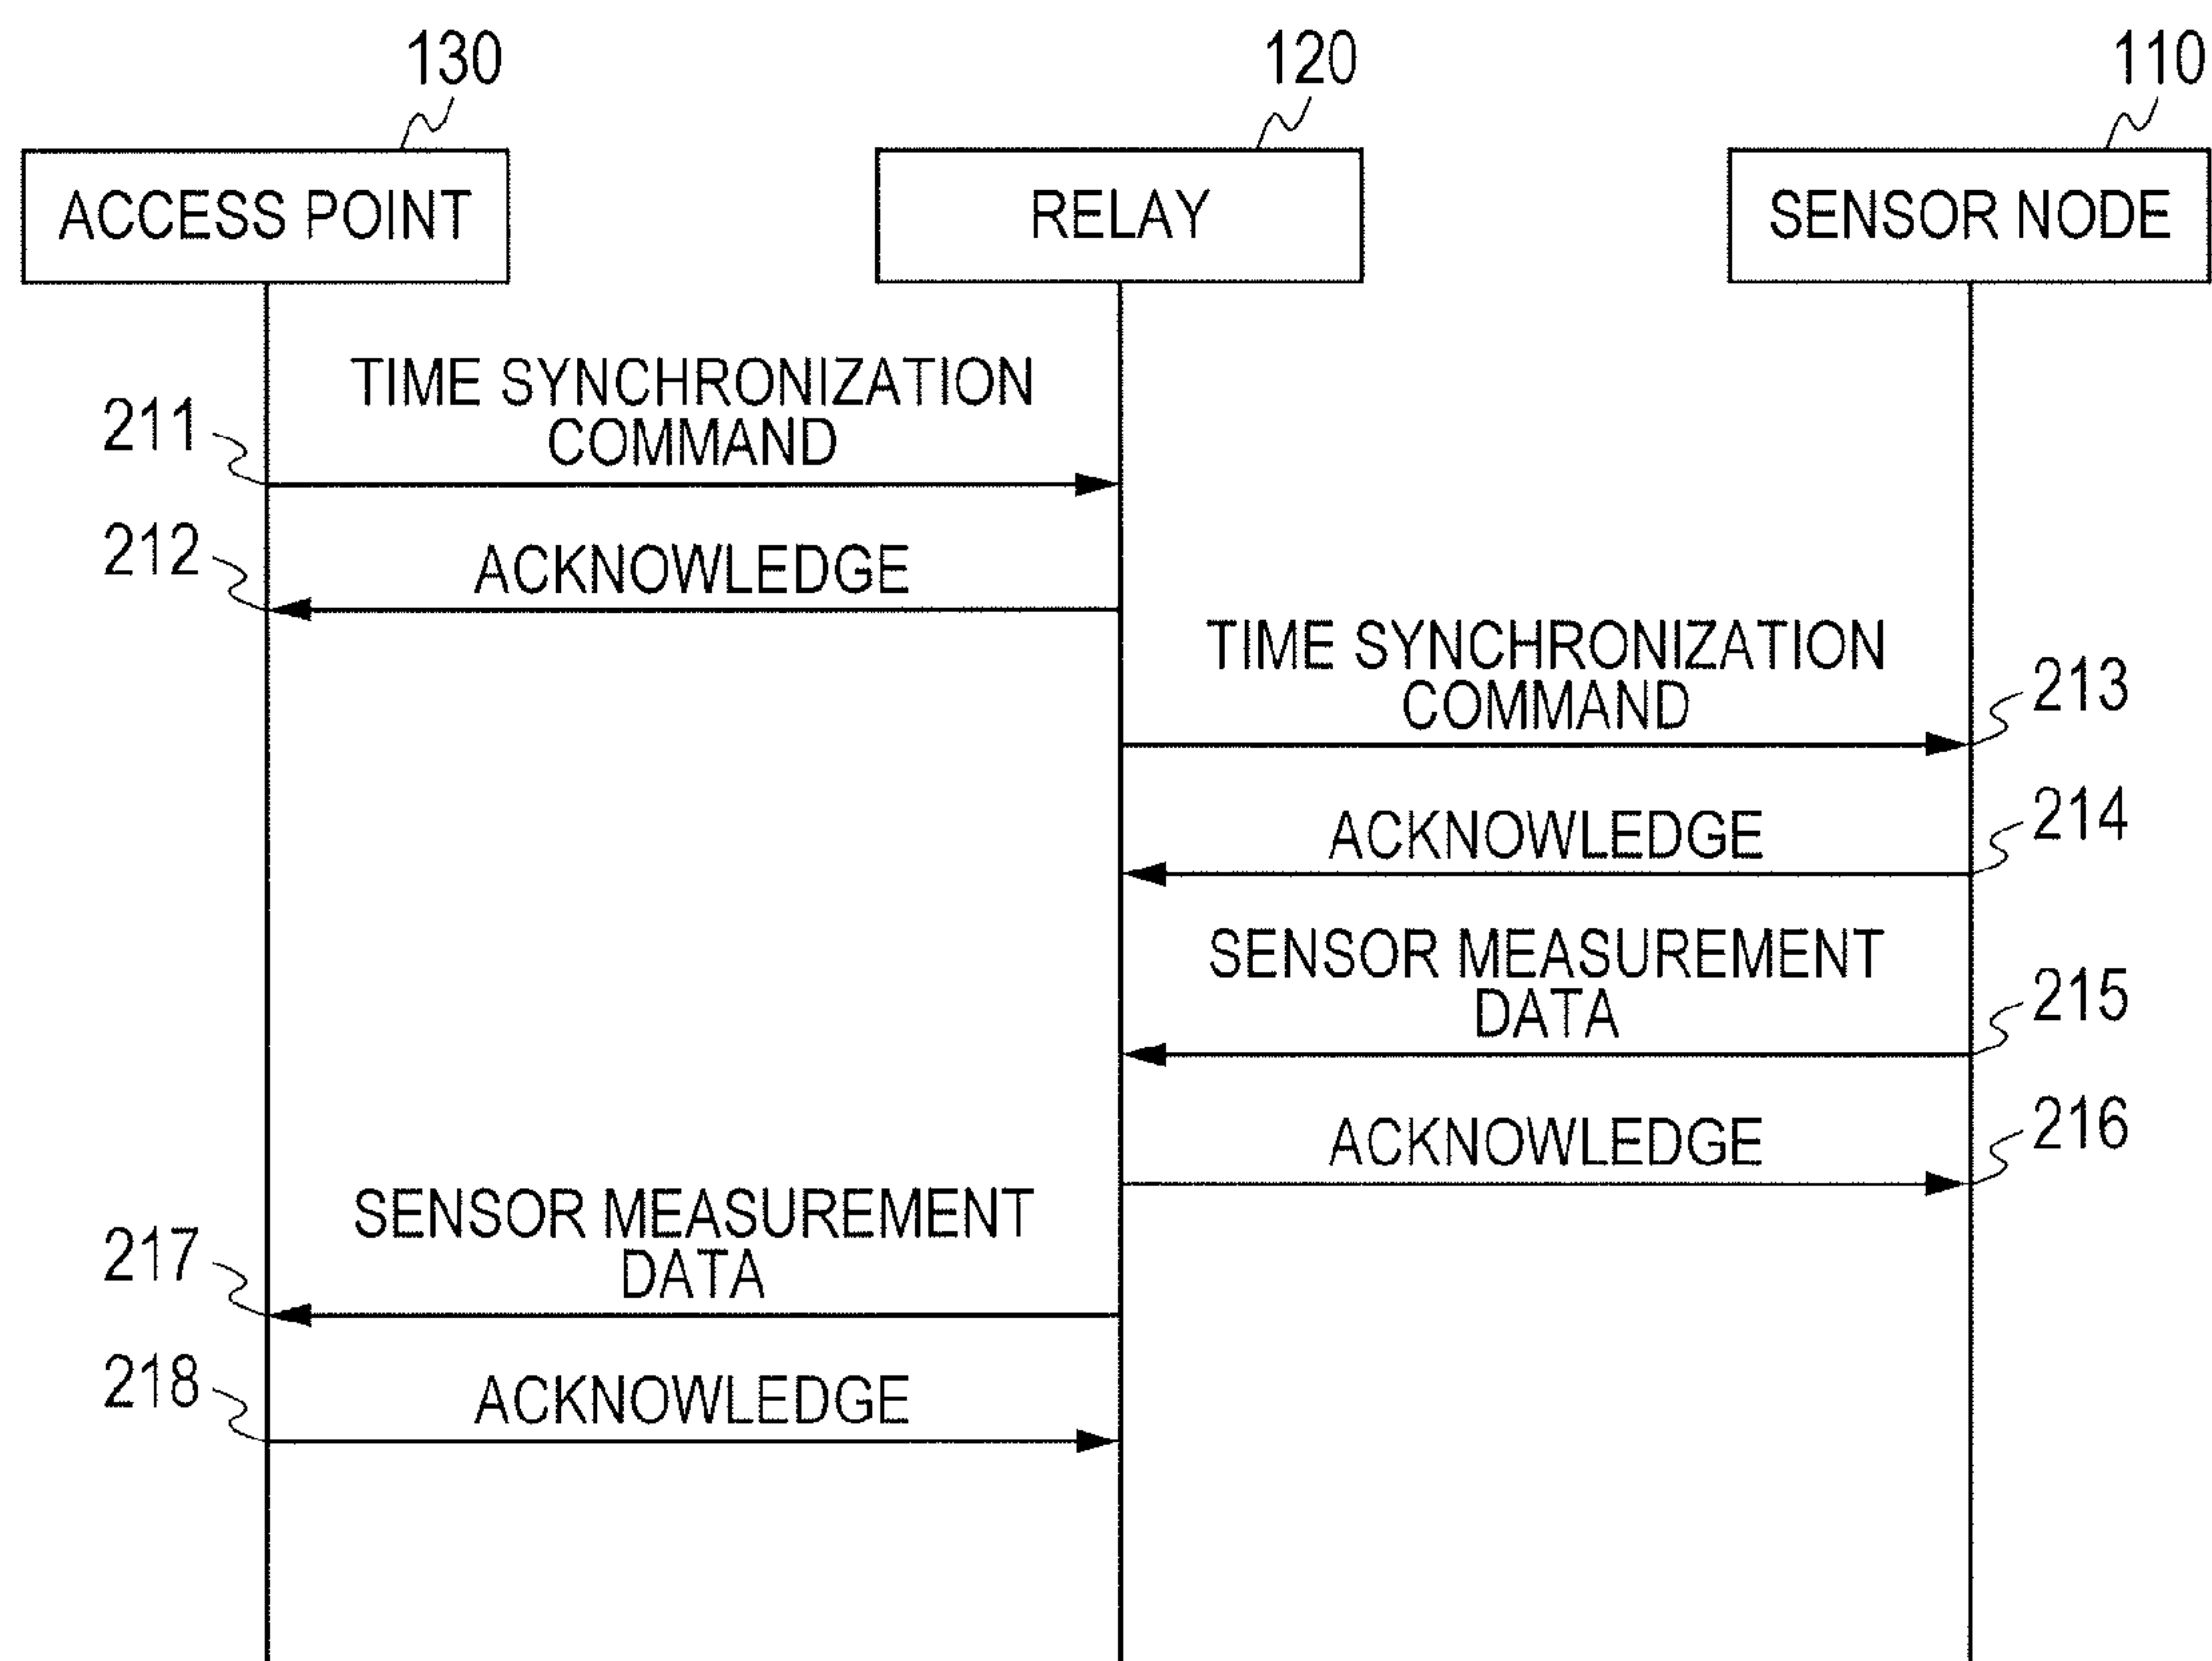 130
120
110
ACCESS POINT
RELAY
SENSOR NODE
TIME SYNCHRONIZATION
COMMAND
211
212
ACKNOWLEDGE
TIME SYNCHRONIZATION
COMMAND
213
ACKNOWLEDGE
214
SENSOR MEASUREMENT
DATA
215
ACKNOWLEDGE
216
SENSOR MEASUREMENT
DATA
217
218
ACKNOWLEDGE